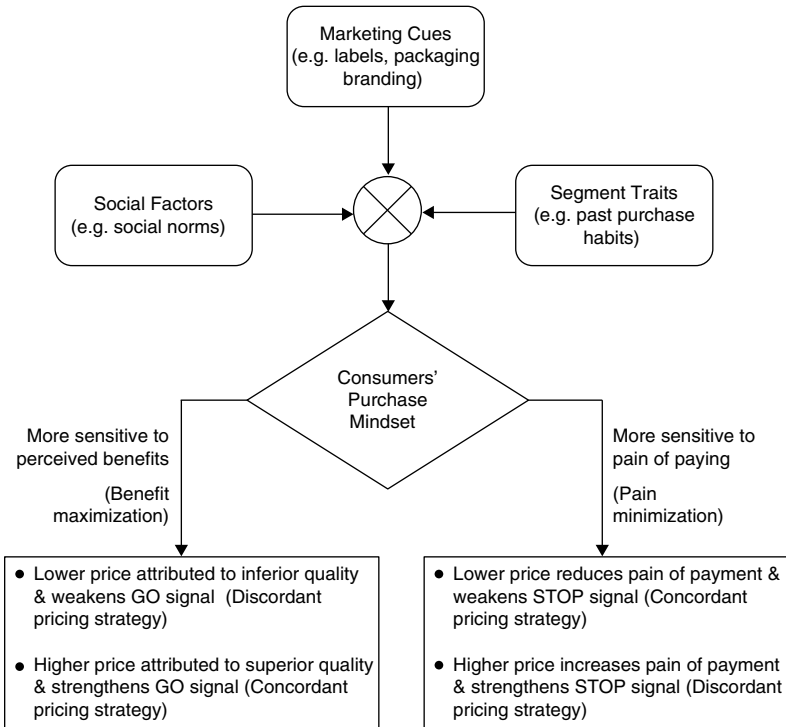 Marketing Cues
(e.g. labels, packaging
branding)
Social Factors
(e.g. social norms)
Segment Traits
(e.g. past purchase
habits)
Consumers’
Purchase
Mindset
More sensitive to
perceived benefits
(Benefit
maximization)
More sensitive to
pain of paying
(Pain
minimization)
● Lower price attributed to inferior quality
& weakens GO signal (Discordant
pricing strategy)
● Higher price attributed to superior quality
& strengthens GO signal (Concordant
pricing strategy)
● Lower price reduces pain of payment &
weakens STOP signal (Concordant
pricing strategy)
● Higher price increases pain of payment
& strengthens STOP signal (Discordant
pricing strategy)